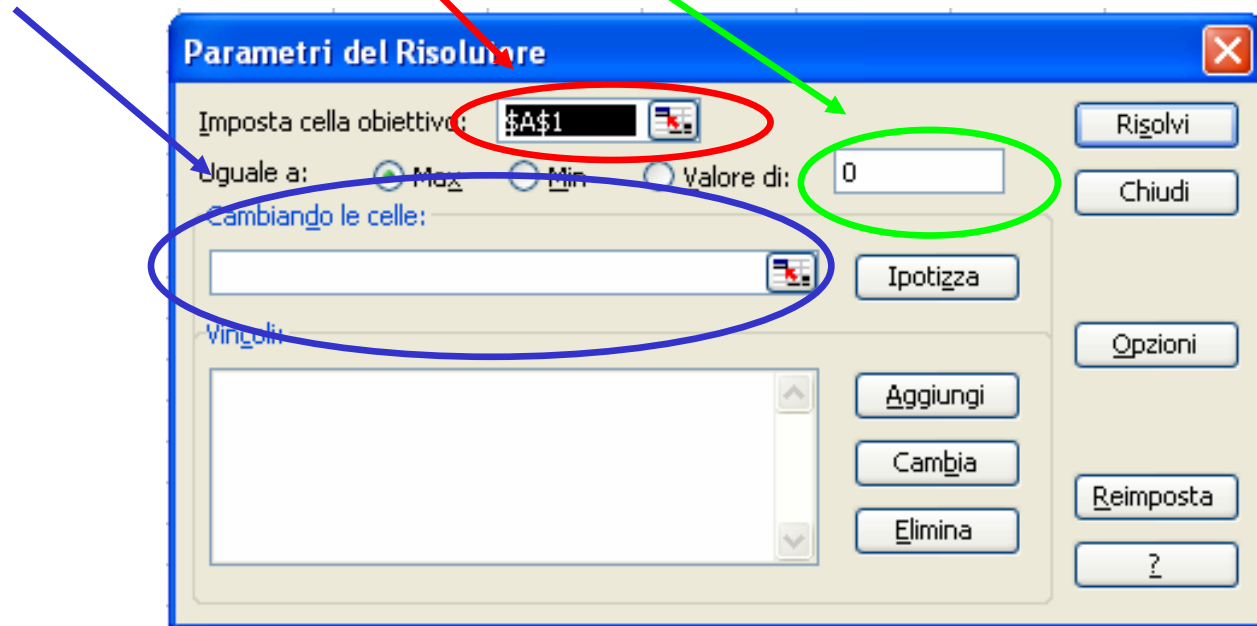 Parametri del Risolutore
Imposta cella obiettivo: $A$1
Risolvi
Uguale a: Max Min Valore di: 0
Chiudi
Cambiando le celle:
Ipotizza
Vincoli:
Opzioni
Aggiungi
Cambia
Reimposta
Elimina
?